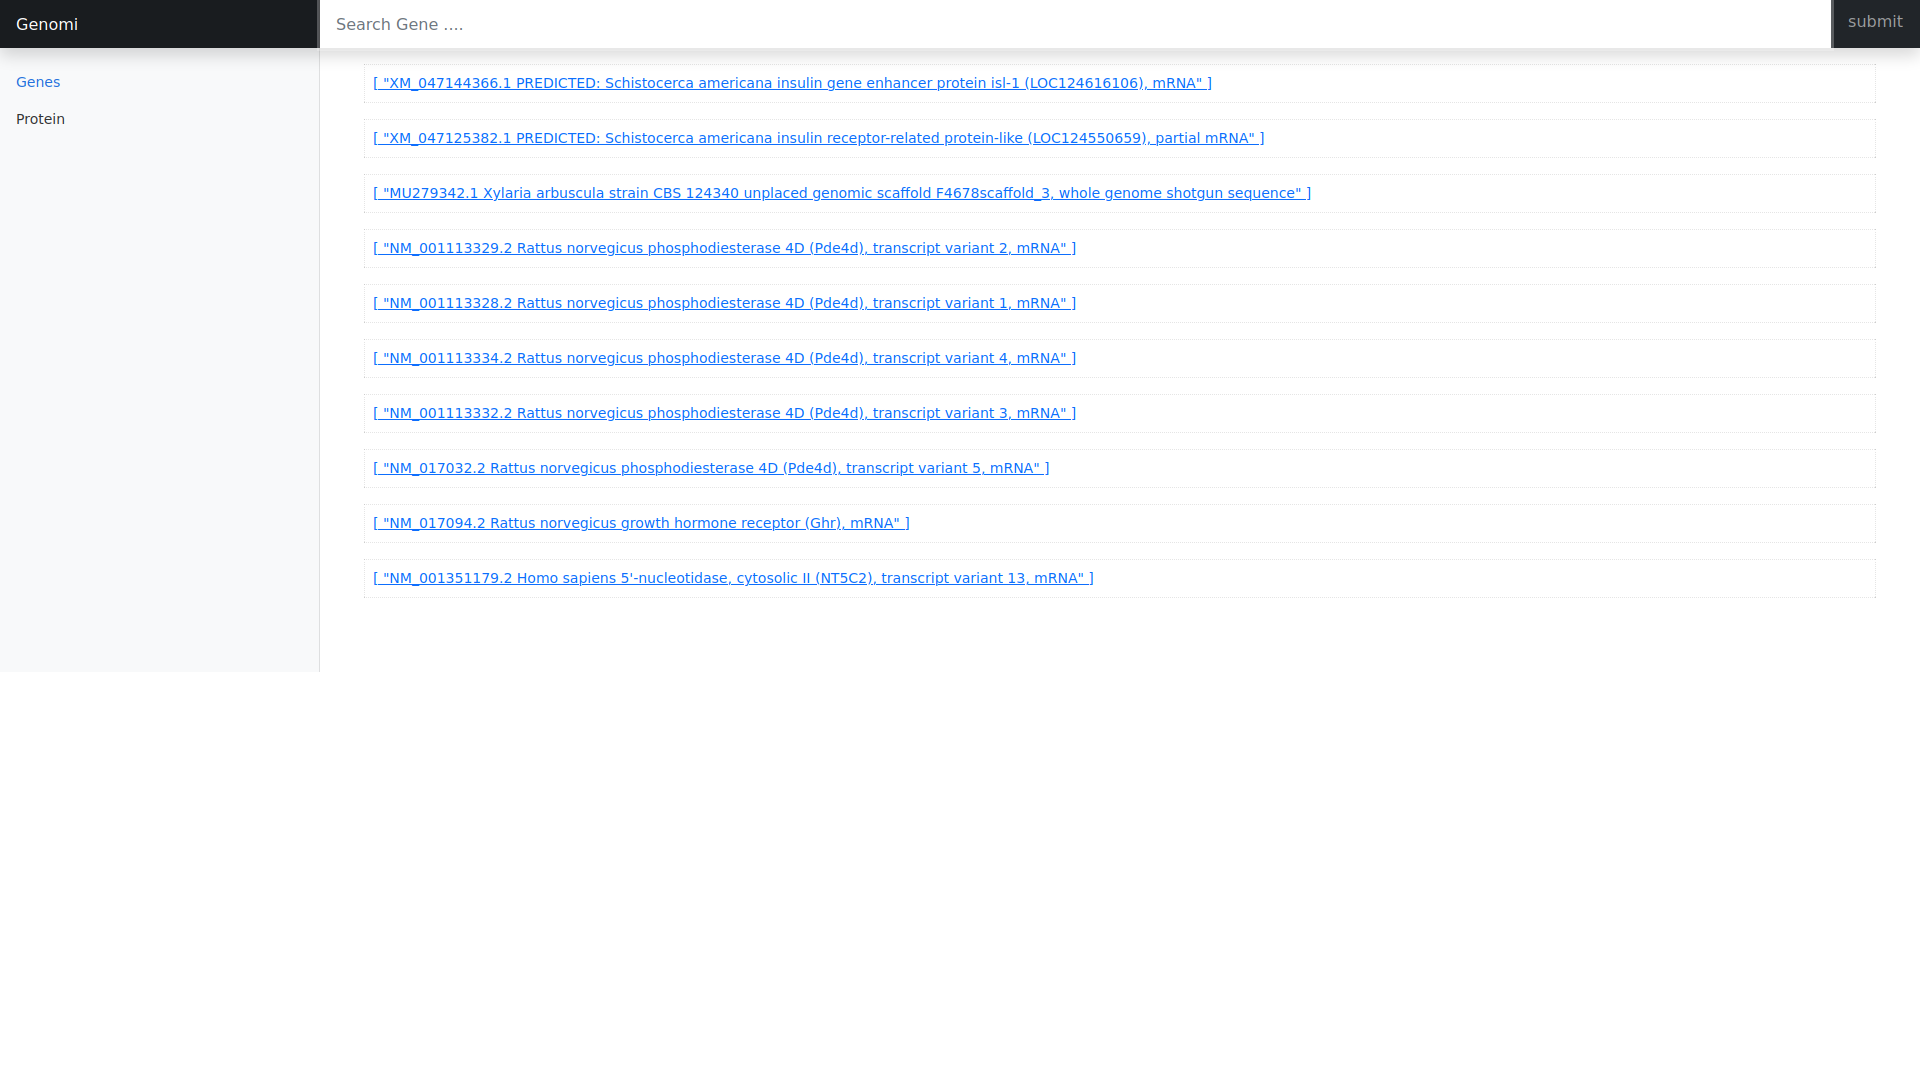 Genomi
Search Gene ....
submit
Genes
Protein
[ "XM_047144366.1 PREDICTED: Schistocerca americana insulin gene enhancer protein isl-1 (LOC124616106), mRNA" ]
[ "XM_047125382.1 PREDICTED: Schistocerca americana insulin receptor-related protein-like (LOC124550659), partial mRNA" ]
[ "MU279342.1 Xylaria arbuscula strain CBS 124340 unplaced genomic scaffold F4678scaffold_3, whole genome shotgun sequence" ]
[ "NM_001113329.2 Rattus norvegicus phosphodiesterase 4D (Pde4d), transcript variant 2, mRNA" ]
[ "NM_001113328.2 Rattus norvegicus phosphodiesterase 4D (Pde4d), transcript variant 1, mRNA" ]
[ "NM_001113334.2 Rattus norvegicus phosphodiesterase 4D (Pde4d), transcript variant 4, mRNA" ]
[ "NM_001113332.2 Rattus norvegicus phosphodiesterase 4D (Pde4d), transcript variant 3, mRNA" ]
[ "NM_017032.2 Rattus norvegicus phosphodiesterase 4D (Pde4d), transcript variant 5, mRNA" ]
[ "NM_017094.2 Rattus norvegicus growth hormone receptor (Ghr), mRNA" ]
[ "NM_001351179.2 Homo sapiens 5'-nucleotidase, cytosolic II (NT5C2), transcript variant 13, mRNA" ]